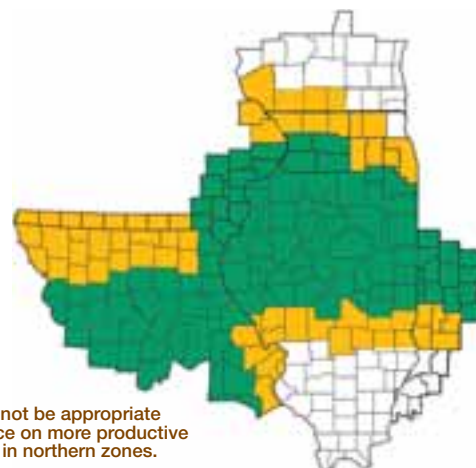 not be appropriate
ce on more productive
in northern zones.